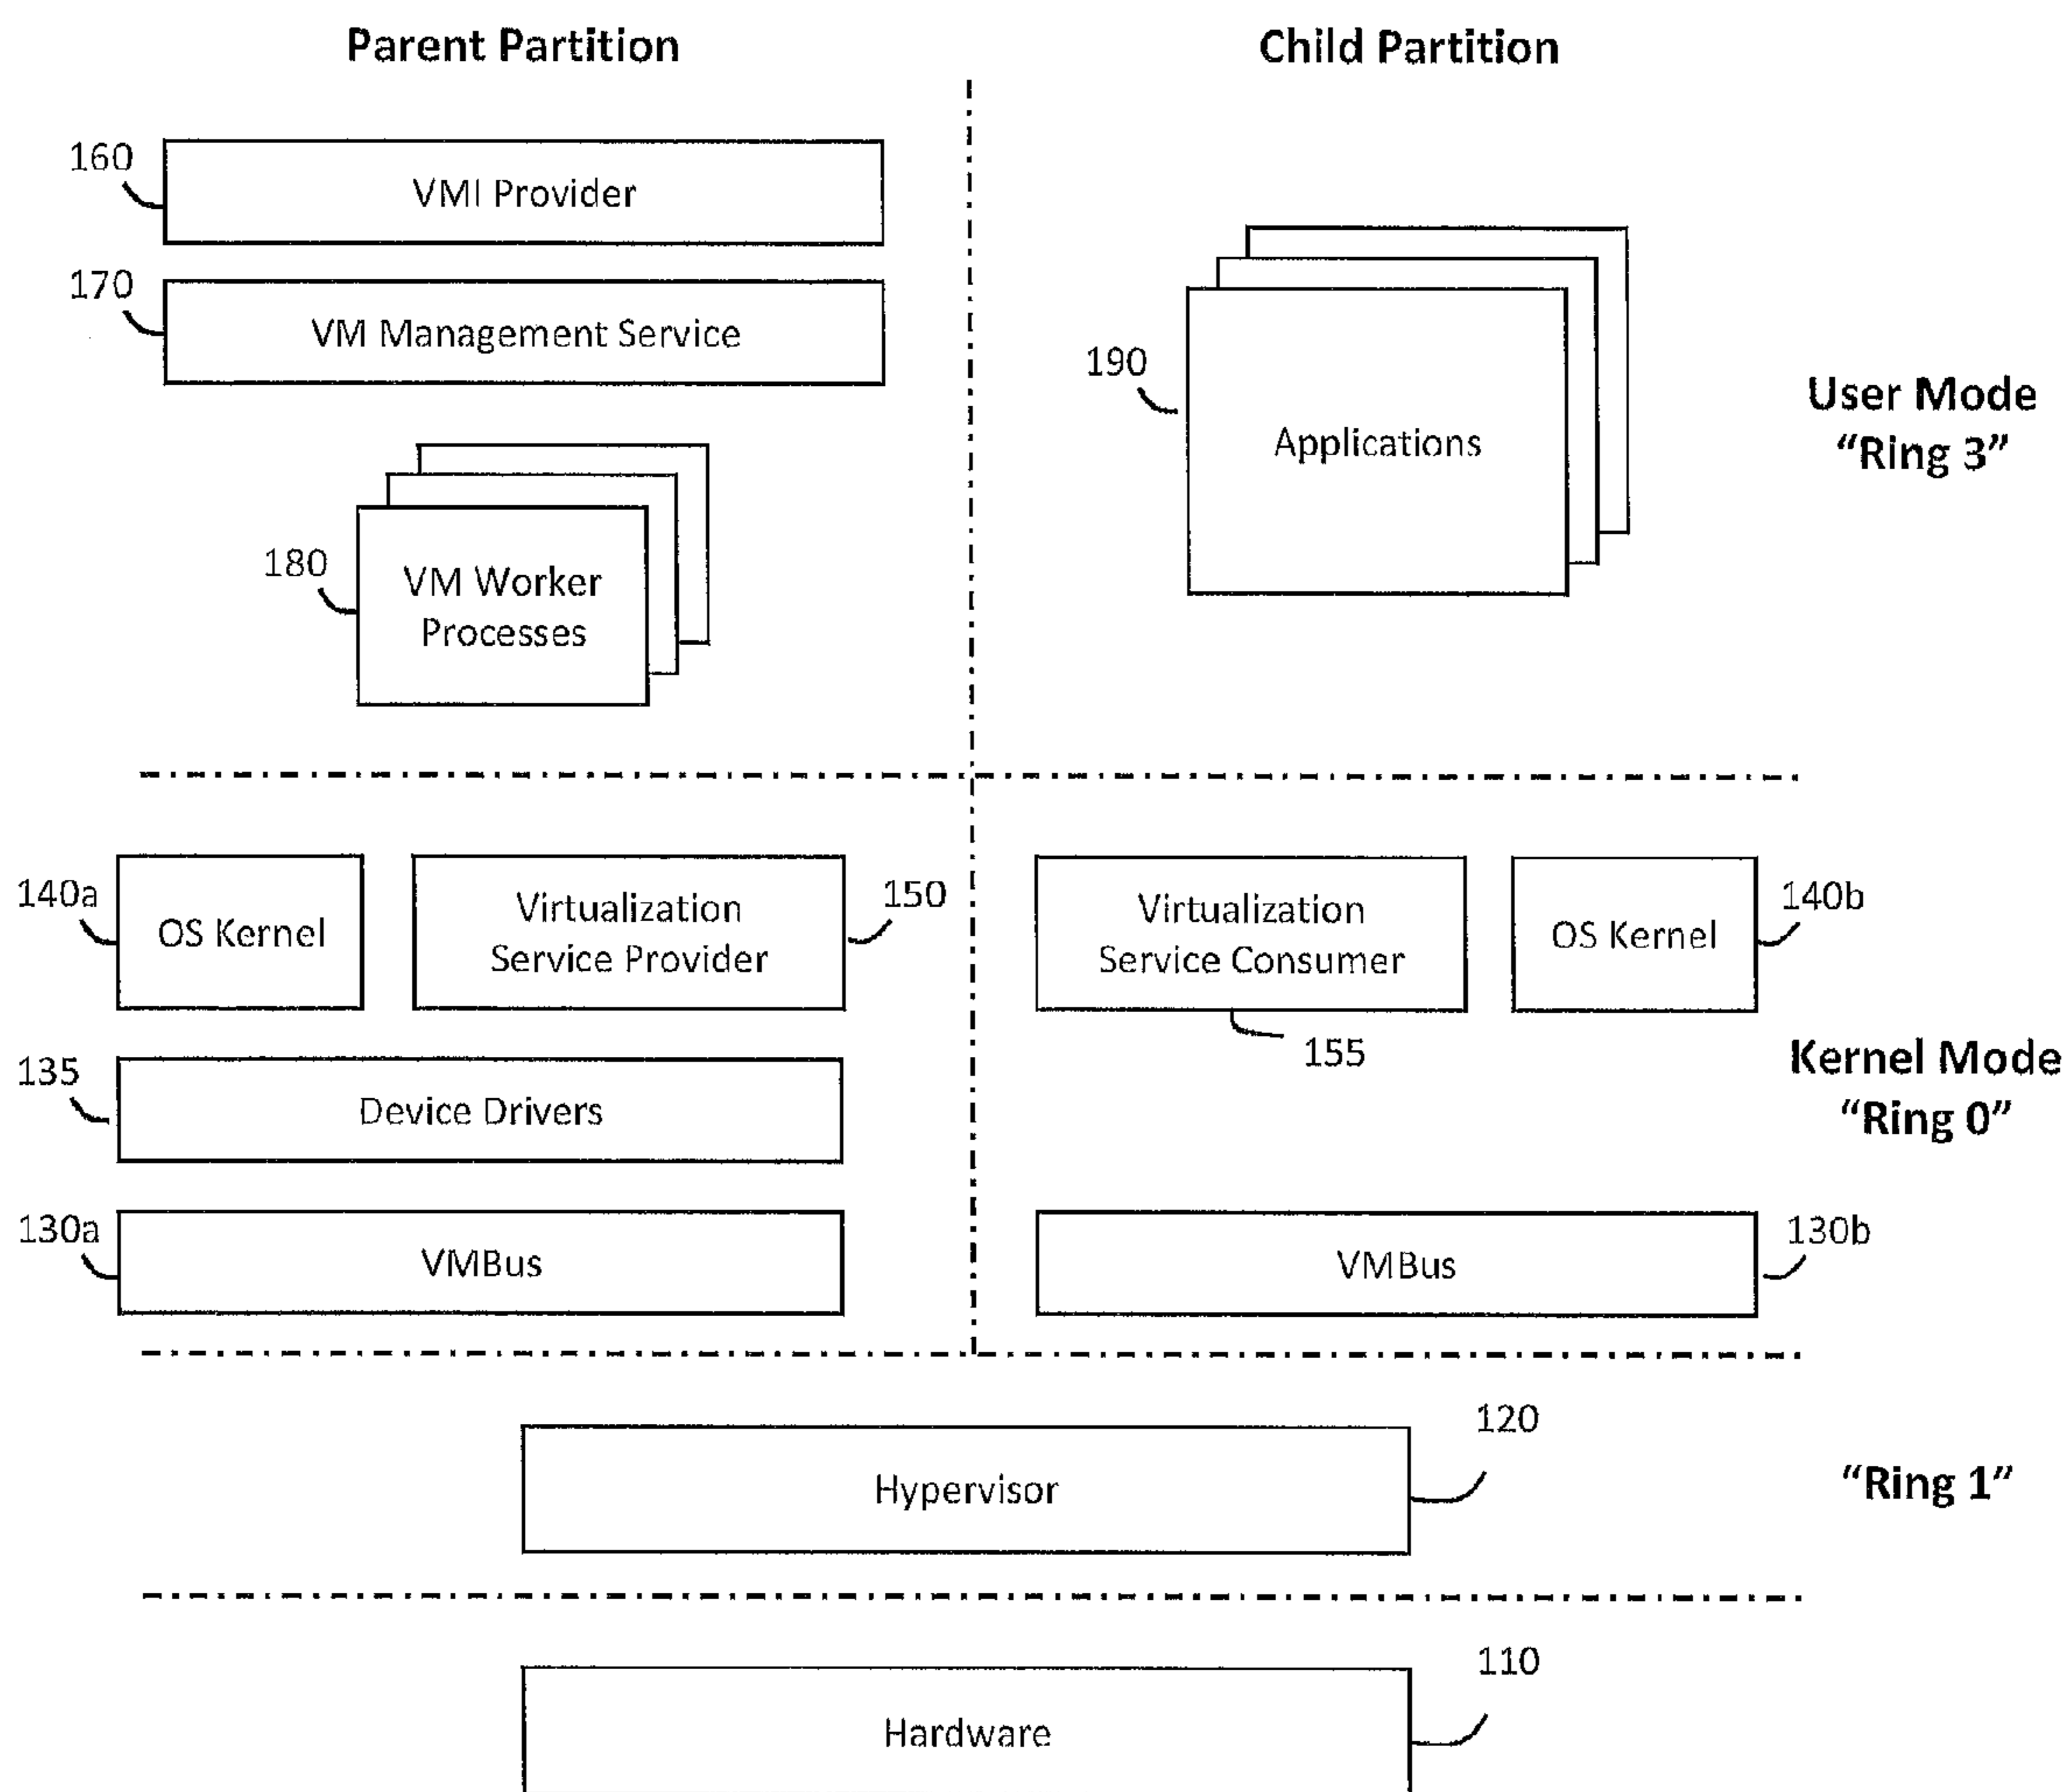 Parent Partition
Child Partition
160
VMI Provider
170
VM Management Service
190
Applications
User Mode
“Ring 3”
180
VM Worker
Processes
140a
OS Kernel
Virtualization
Service Provider
150
Virtualization
Service Consumer
155
OS Kernel
140b
135
Device Drivers
Kernel Mode
“Ring 0”
130a
VMBus
VMBus
130b
Hypervisor
120
“Ring 1”
Hardware
110